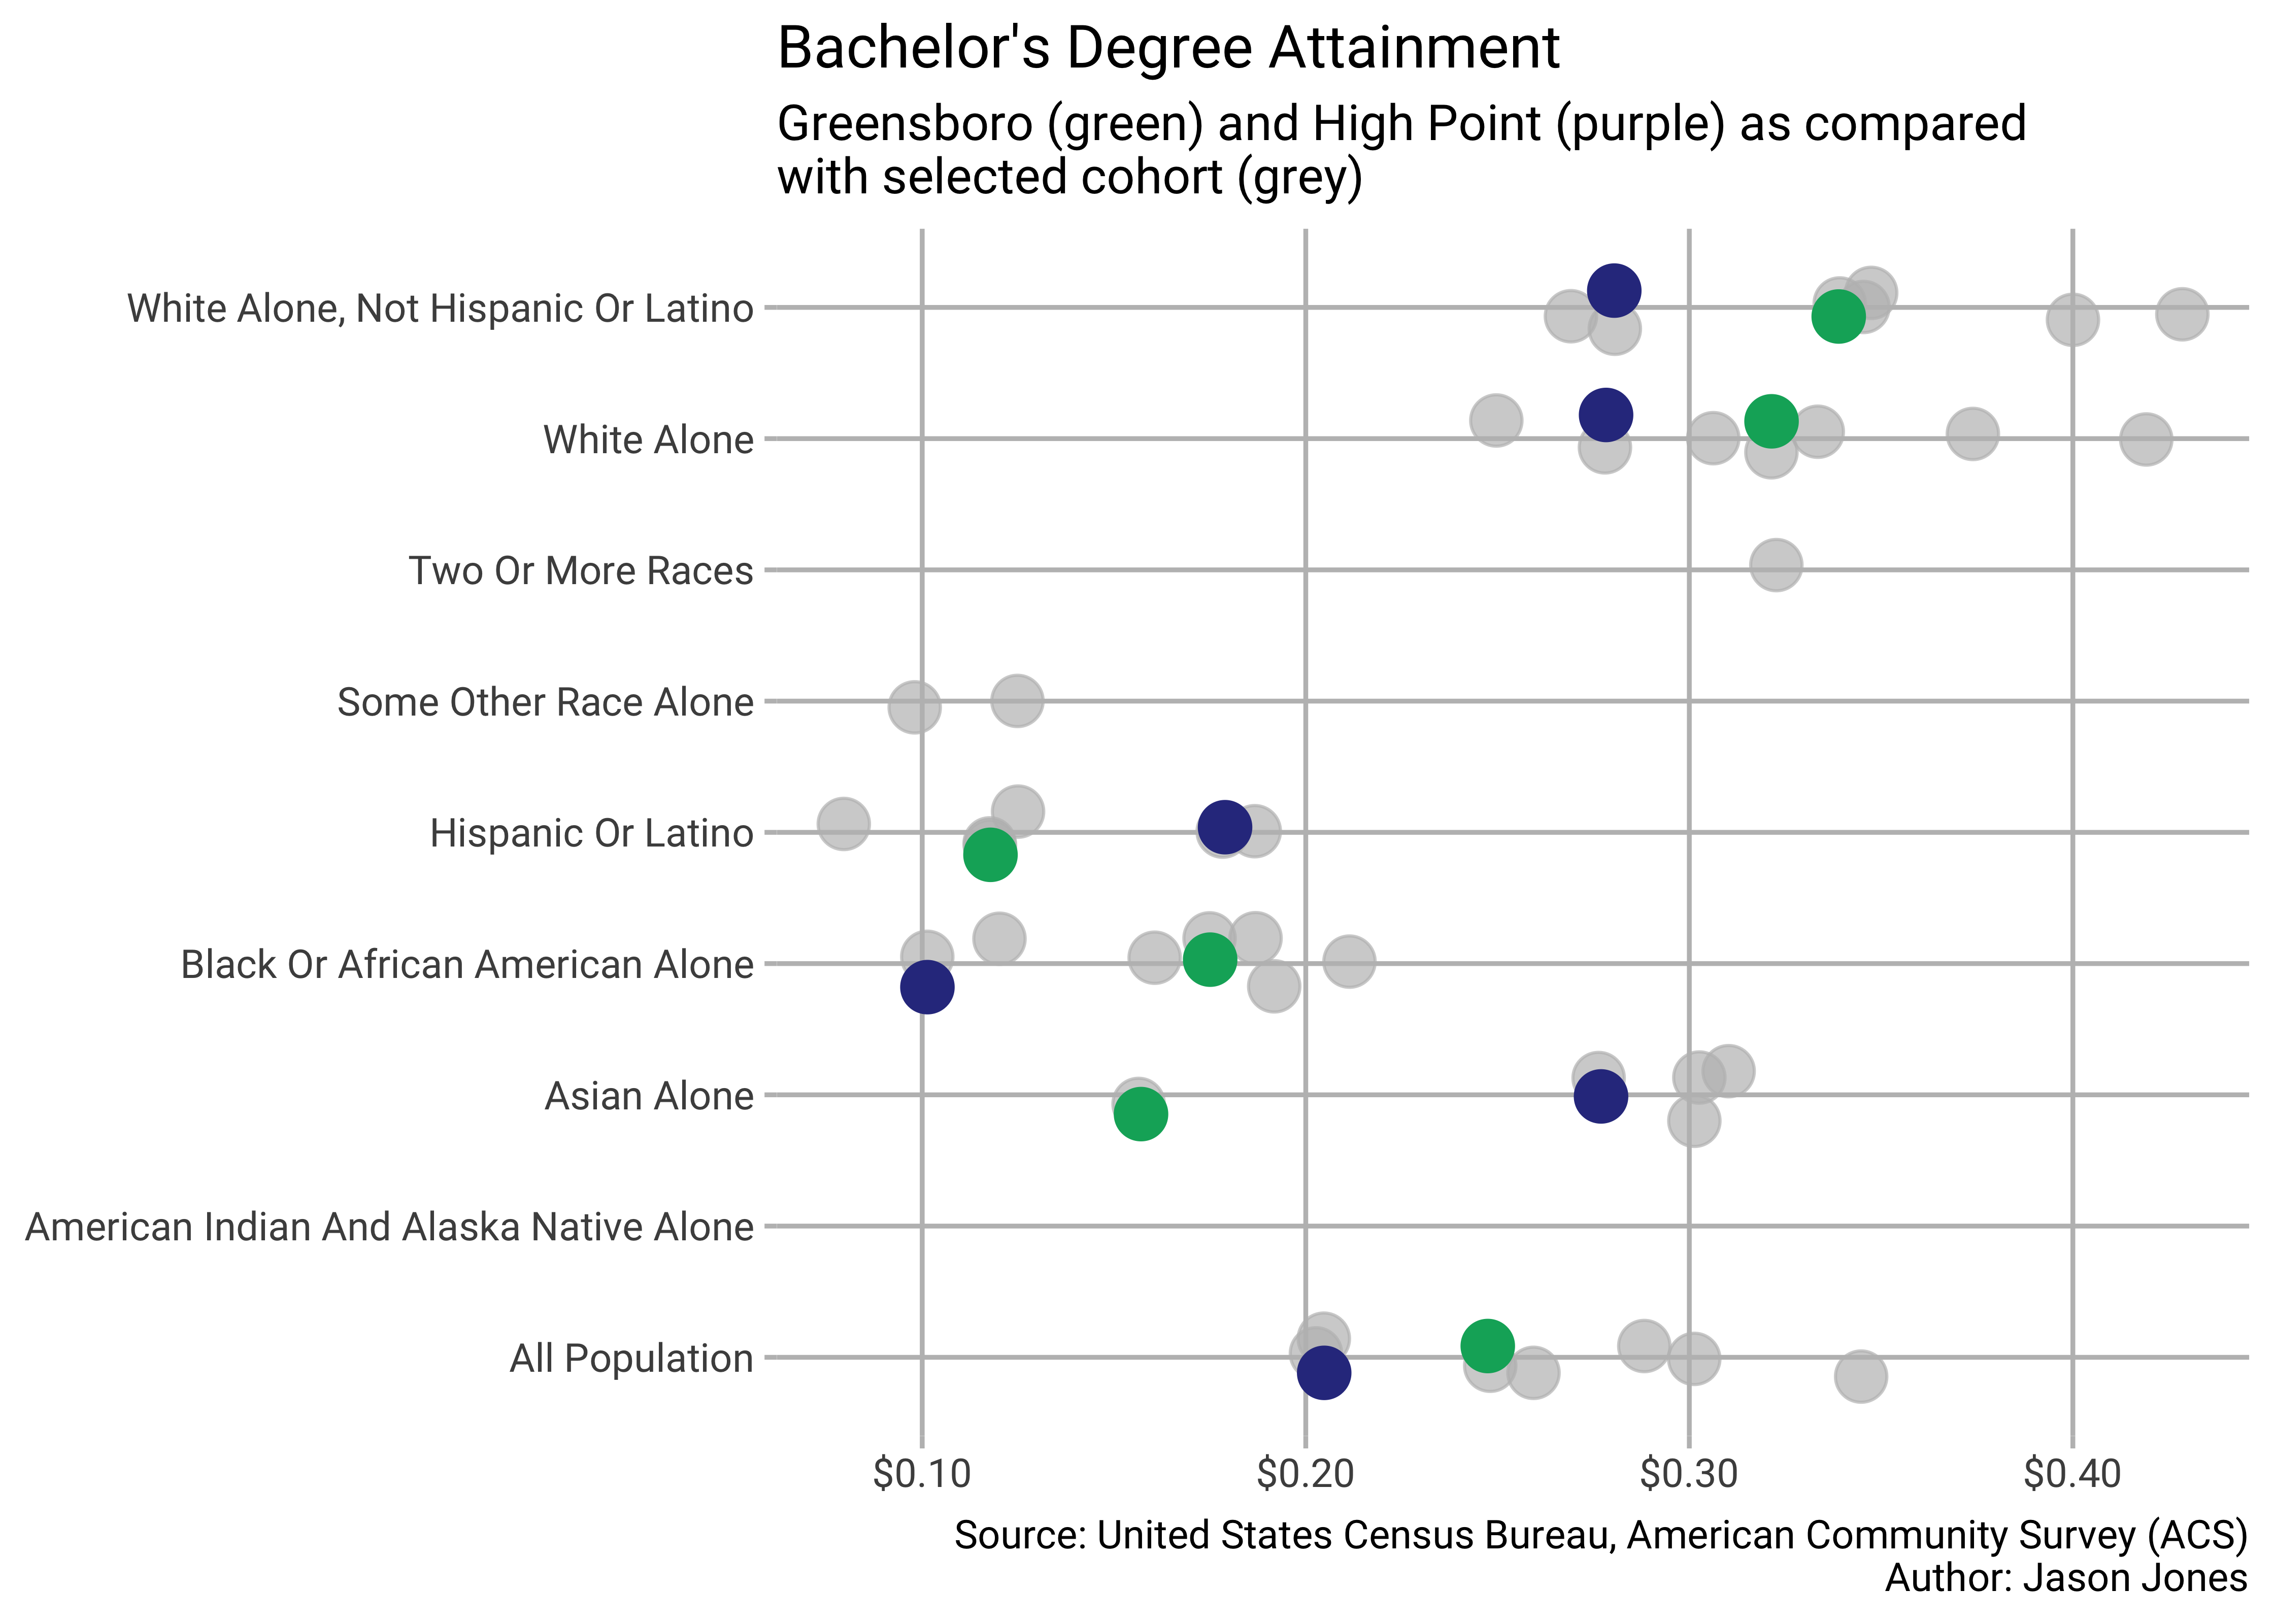 Bachelor's Degree Attainment
Greensboro (green) and High Point (purple) as compared
with selected cohort (grey)
White Alone, Not Hispanic Or Latino
White Alone
Two Or More Races
Some Other Race Alone
Hispanic Or Latino
Black Or African American Alone
Asian Alone
American Indian And Alaska Native Alone
All Population
$0.10 $0.20 $0.30 $0.40
Source: United States Census Bureau, American Community Survey (ACS)
Author: Jason Jones